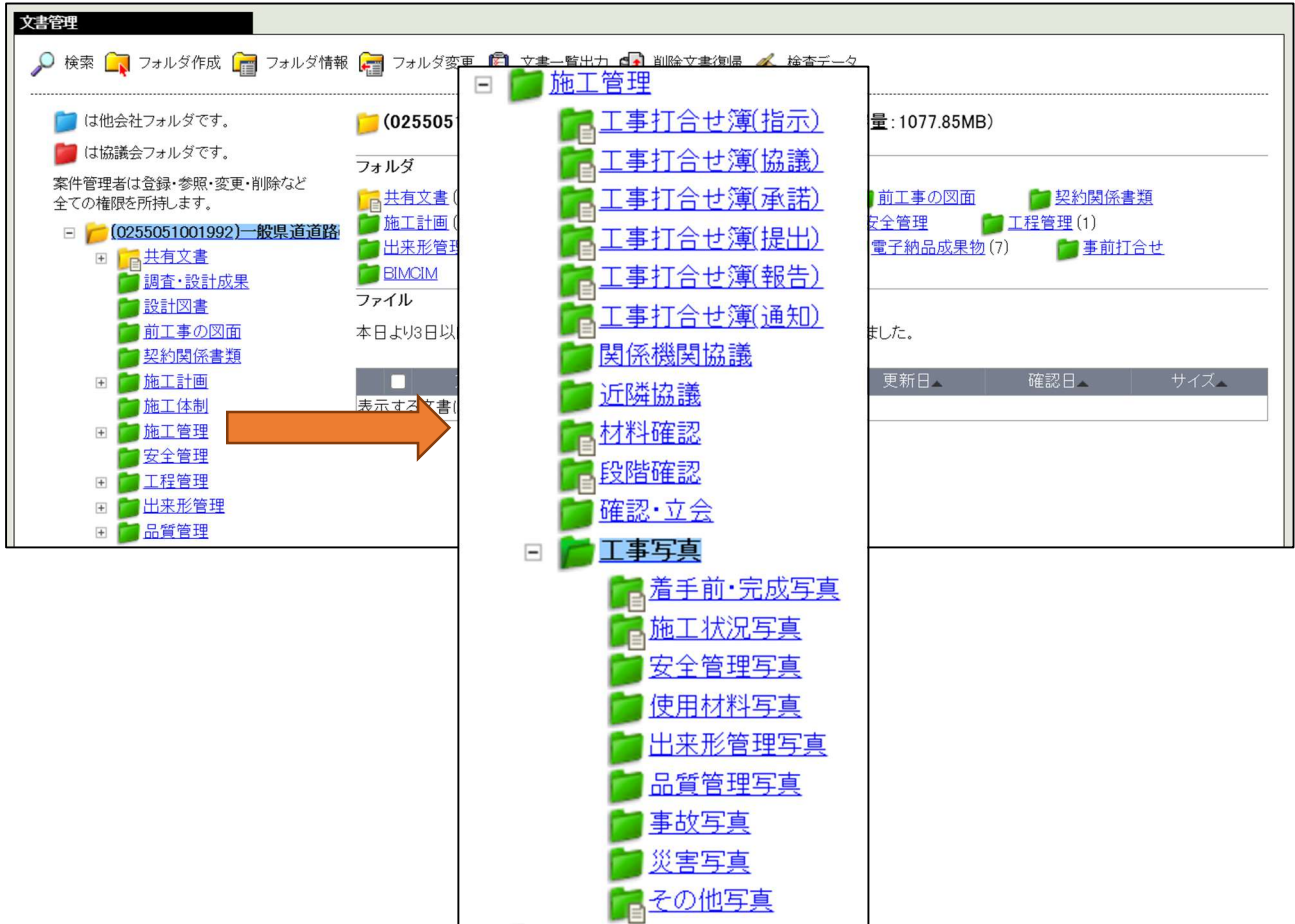 文書管理
検索 フォルダ作成 フォルダ情報 フォルダ変更 文書一覧出力 削除文書復帰 検査データ
は他会社フォルダです。
は協議会フォルダです。
案件管理者は登録・参照・変更・削除など
全ての権限を所持します。
(0255051001992)一般県道道路
共有文書
調査・設計成果
設計図書
前工事の図面
契約関係書類
施工計画
施工体制
施工管理
安全管理
工程管理
出来形管理
品質管理
(025505 量:1077.85MB)
フォルダ
共有文書 前工事の図面 契約関係書類
施工計画 安全管理 工程管理(1)
出来形管理 電子納品成果物(7) 事前打合せ
BIMCIM
ファイル
本日より3日以 ました。
更新日▲ 確認日▲ サイズ▲
表示する文書
施工管理
工事打合せ簿(指示)
工事打合せ簿(協議)
工事打合せ簿(承諾)
工事打合せ簿(提出)
工事打合せ簿(報告)
工事打合せ簿(通知)
関係機関協議
近隣協議
材料確認
段階確認
確認・立会
工事写真
着手前・完成写真
施工状況写真
安全管理写真
使用材料写真
出来形管理写真
品質管理写真
事故写真
災害写真
その他写真